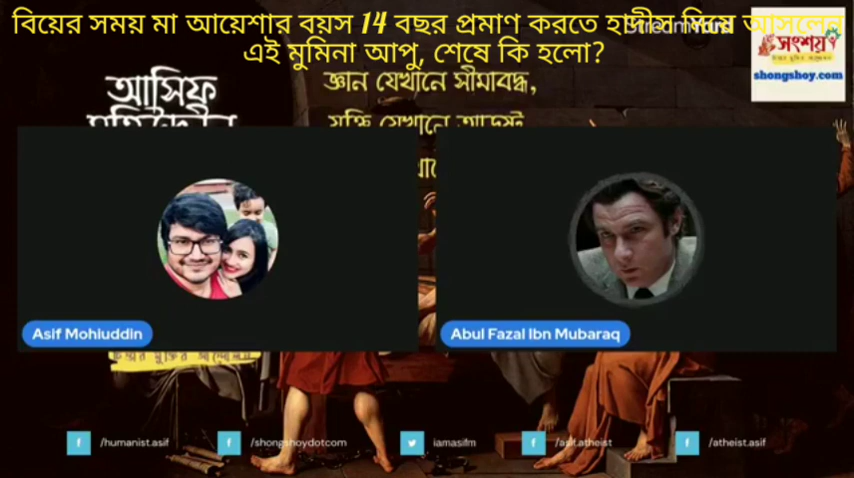 বিয়ের সময় মা আয়েশার বয়স 14 বছর প্রমাণ করতে হাদীস নিয়ে আসলেন
এই মুমিনা আপু, শেষে কি হলো?
সংশয়
shongshoy.com
আসিফ
জ্ঞান যেখানে সীমাবদ্ধ,
যুক্তি যেখানে আড়ষ্ট
Asif Mohiuddin
Abul Fazal Ibn Mubaraq
/humanist.asif
/shongshoydotcom
iamasifm
/asif.atheist
/atheist.asif